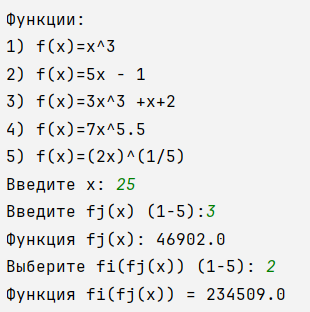 Функции:
1) f(x)=x^3
2) f(x)=5x - 1
3) f(x)=3x^3 +x+2
4) f(x)=7x^5.5
5) f(x)=(2x)^(1/5)
Введите x: 25
Введите fj(x) (1-5):3
Функция fj(x): 46902.0
Выберите fi(fj(x)) (1-5): 2
Функция fi(fj(x)) = 234509.0